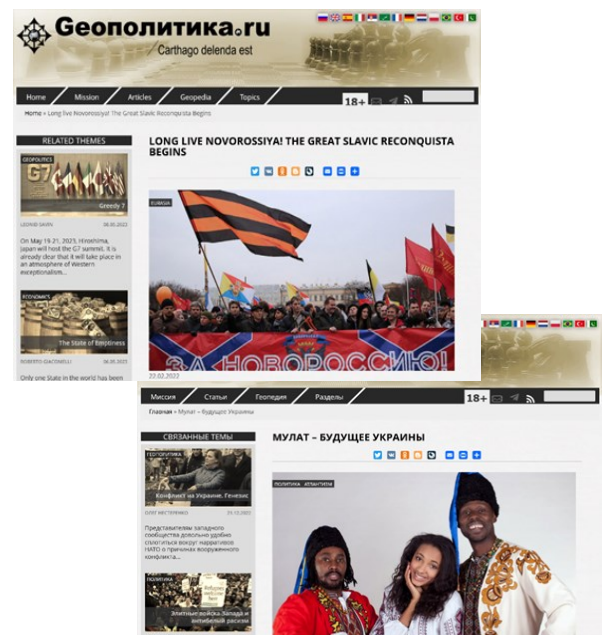 Геополитика.ru
Carthago delenda est
Home
Mission
Articles
Geopedia
Topics
18+
Home » Long live Novorossiya! The Great Slavic Reconquista Begins
RELATED THEMES
GEOPOLITICS
G7
Greedy 7
LEONID SAVIN
On May 19-21, 2023, Hiroshima,
Japan will host the G7 summit. It is
already clear that it will take place in
an atmosphere of Western
exceptionalism...
ECONOMICS
The State of Emptiness
Only one State in the world has been
LONG LIVE NOVOROSSIYA! THE GREAT SLAVIC RECONQUISTA
BEGINS
EURASIA
ЗА НОВОРОССИЮ!
22.02.2022
Миссия
Статьи
Геопедия
Разделы
18+
Главная » Мулат – будущее Украины
СВЯЗАННЫЕ ТЕМЫ
ГЕОПОЛИТИКА
Конфликт на Украине. Генезис
ОЛЕГ НЕСТЕРЕНКО
Представителям западного
сообщества довольно удобно
сплотиться вокруг нарративов
НАТО о причинах вооруженного
конфликта...
ПОЛИТИКА
Элитные войска Запада и
антибелый расизм
МУЛАТ – БУДУЩЕЕ УКРАИНЫ
ПОЛИТИКА АТЛАНТИЗМ